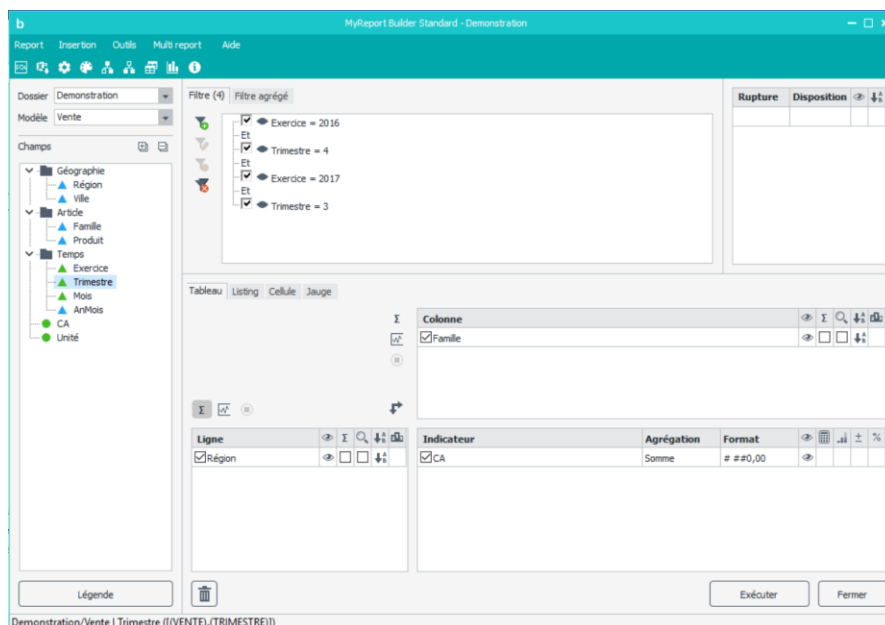 b MyReport Builder Standard - Demonstration
Report Insertion Outils Multi report Aide
Dossier Demonstration
Modèle Vente
Champs
Géographie
Région
Ville
Article
Famille
Produit
Temps
Exercice
Trimestre
Mois
AnMois
CA
Unité
Légende
Filtre (4) Filtre agrégé
Exercice = 2016
Et
Trimestre = 4
Et
Exercice = 2017
Et
Trimestre = 3
Rupture Disposition
Tableau Listing Cellule Jauge
Σ Colonne Σ
Famille
Σ
Ligne Σ
Région
Indicateur Agrégation Format ± %
CA Somme # ##0,00
Exécuter Fermer
Demonstration/Vente | Trimestre ([(VENTE).(TRIMESTRE)])